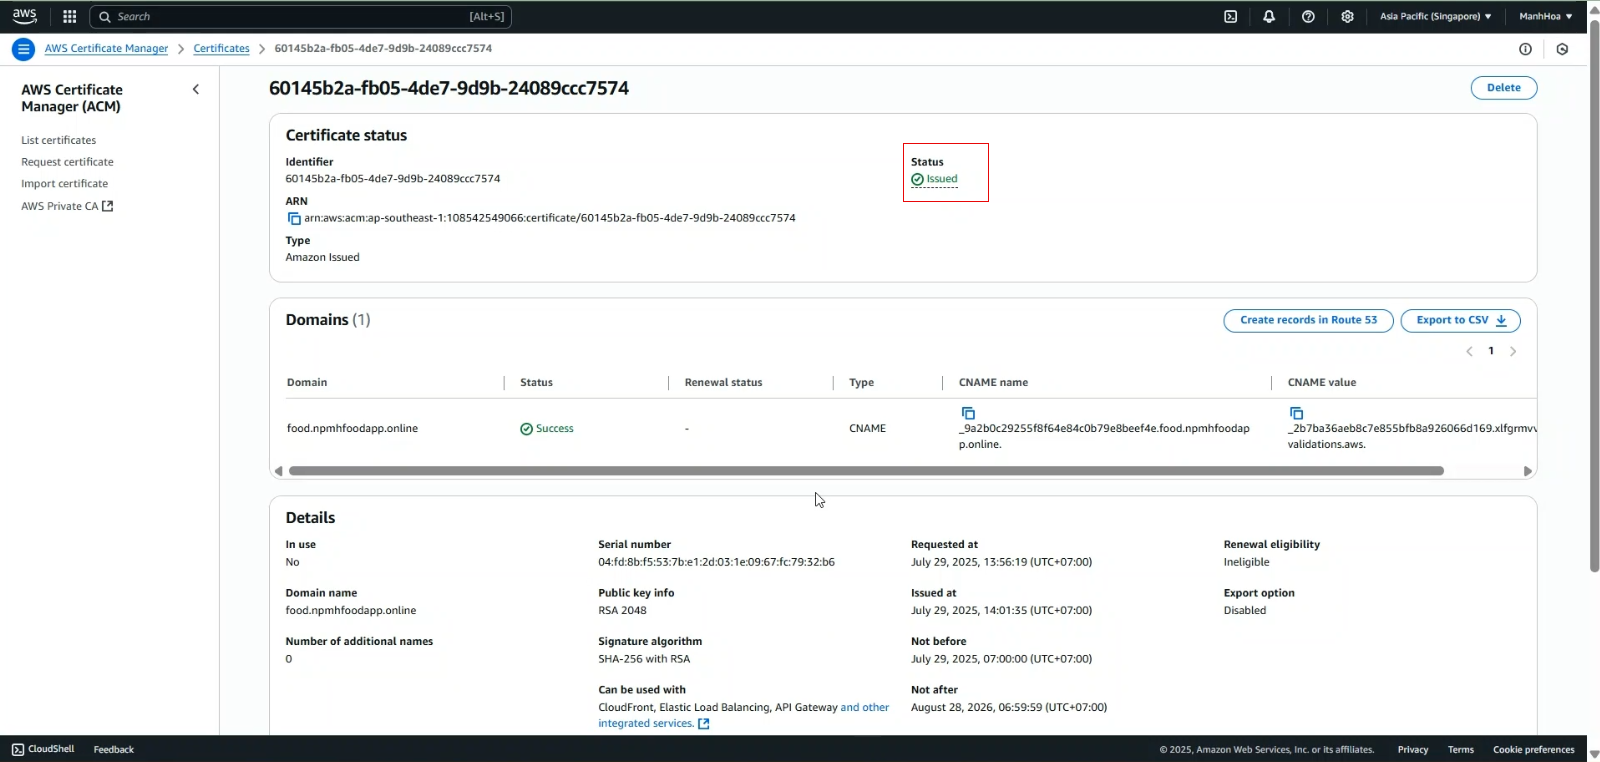 aws
Search [Alt+S]
Asia Pacific (Singapore) ▼
ManhHoa ▼
AWS Certificate Manager > Certificates > 60145b2a-fb05-4de7-9d9b-24089ccc7574
AWS Certificate
Manager (ACM)
List certificates
Request certificate
Import certificate
AWS Private CA
60145b2a-fb05-4de7-9d9b-24089ccc7574
Delete
Certificate status
Identifier
60145b2a-fb05-4de7-9d9b-24089ccc7574
ARN
arn:aws:acm:ap-southeast-1:108542549066:certificate/60145b2a-fb05-4de7-9d9b-24089ccc7574
Type
Amazon Issued
Status
Issued
Domains (1)
Create records in Route 53
Export to CSV
1
Domain Status Renewal status Type CNAME name CNAME value
food.npmhfoodapp.online Success - CNAME
_9a2b0c29255f8f64e84c0b79e8beef4e.food.npmhfoodap
p.online.
_2b7ba36aeb8c7e855bfb8a926066d169.xlfgrmvv
validations.aws.
Details
In use
No
Domain name
food.npmhfoodapp.online
Number of additional names
0
Serial number
04:fd:8b:f5:53:7b:e1:2d:03:1e:09:67:fc:79:32:b6
Public key info
RSA 2048
Signature algorithm
SHA-256 with RSA
Can be used with
CloudFront, Elastic Load Balancing, API Gateway and other
integrated services.
Requested at
July 29, 2025, 13:56:19 (UTC+07:00)
Issued at
July 29, 2025, 14:01:35 (UTC+07:00)
Not before
July 29, 2025, 07:00:00 (UTC+07:00)
Not after
August 28, 2026, 06:59:59 (UTC+07:00)
Renewal eligibility
Ineligible
Export option
Disabled
CloudShell Feedback
© 2025, Amazon Web Services, Inc. or its affiliates. Privacy Terms Cookie preferences